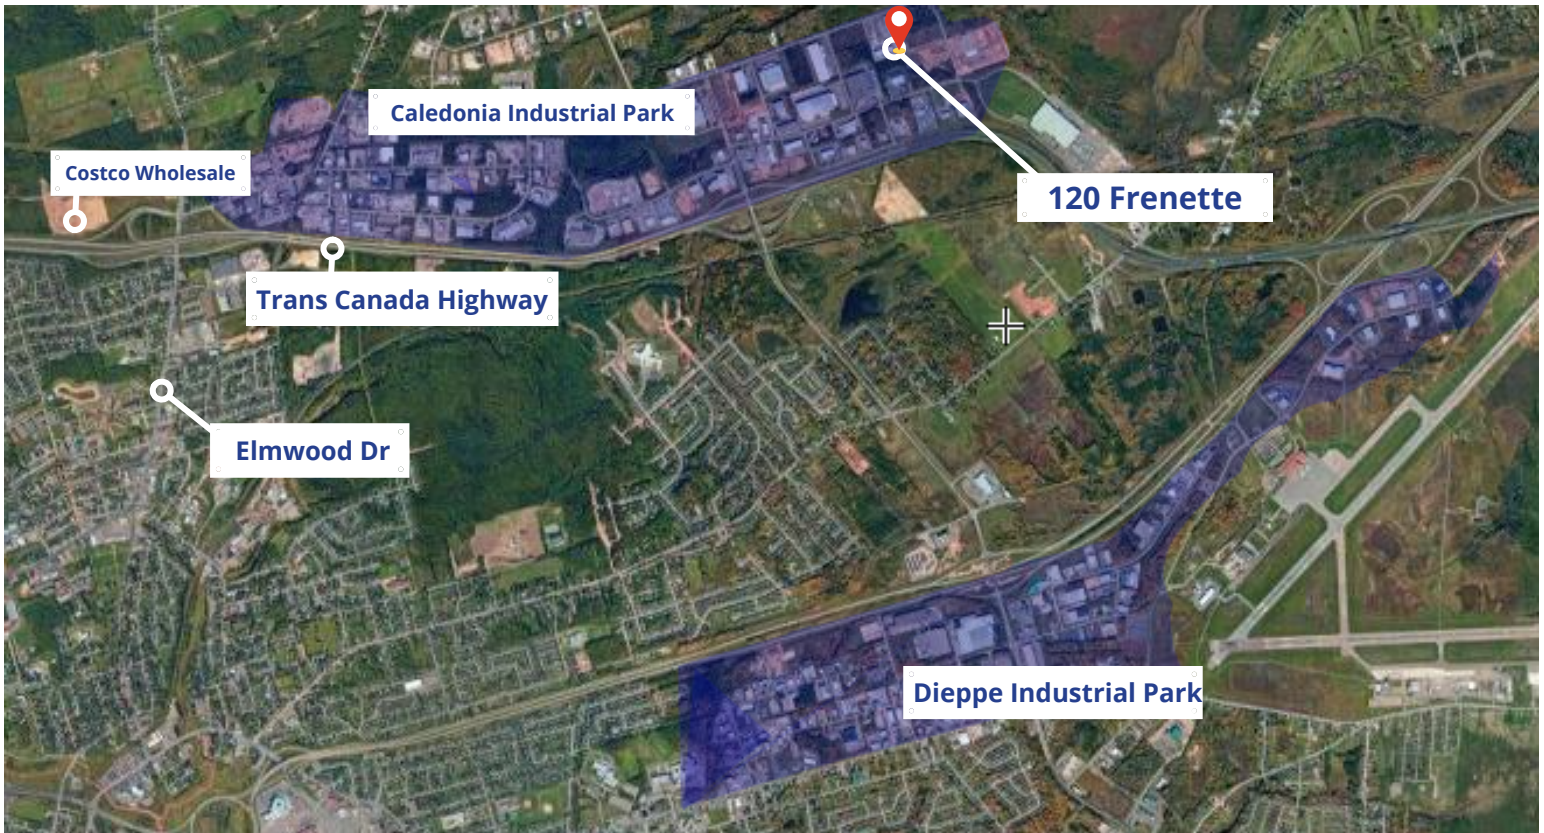 Caledonia Industrial Park
Costco Wholesale
120 Frenette
Trans Canada Highway
Elmwood Dr
Dieppe Industrial Park